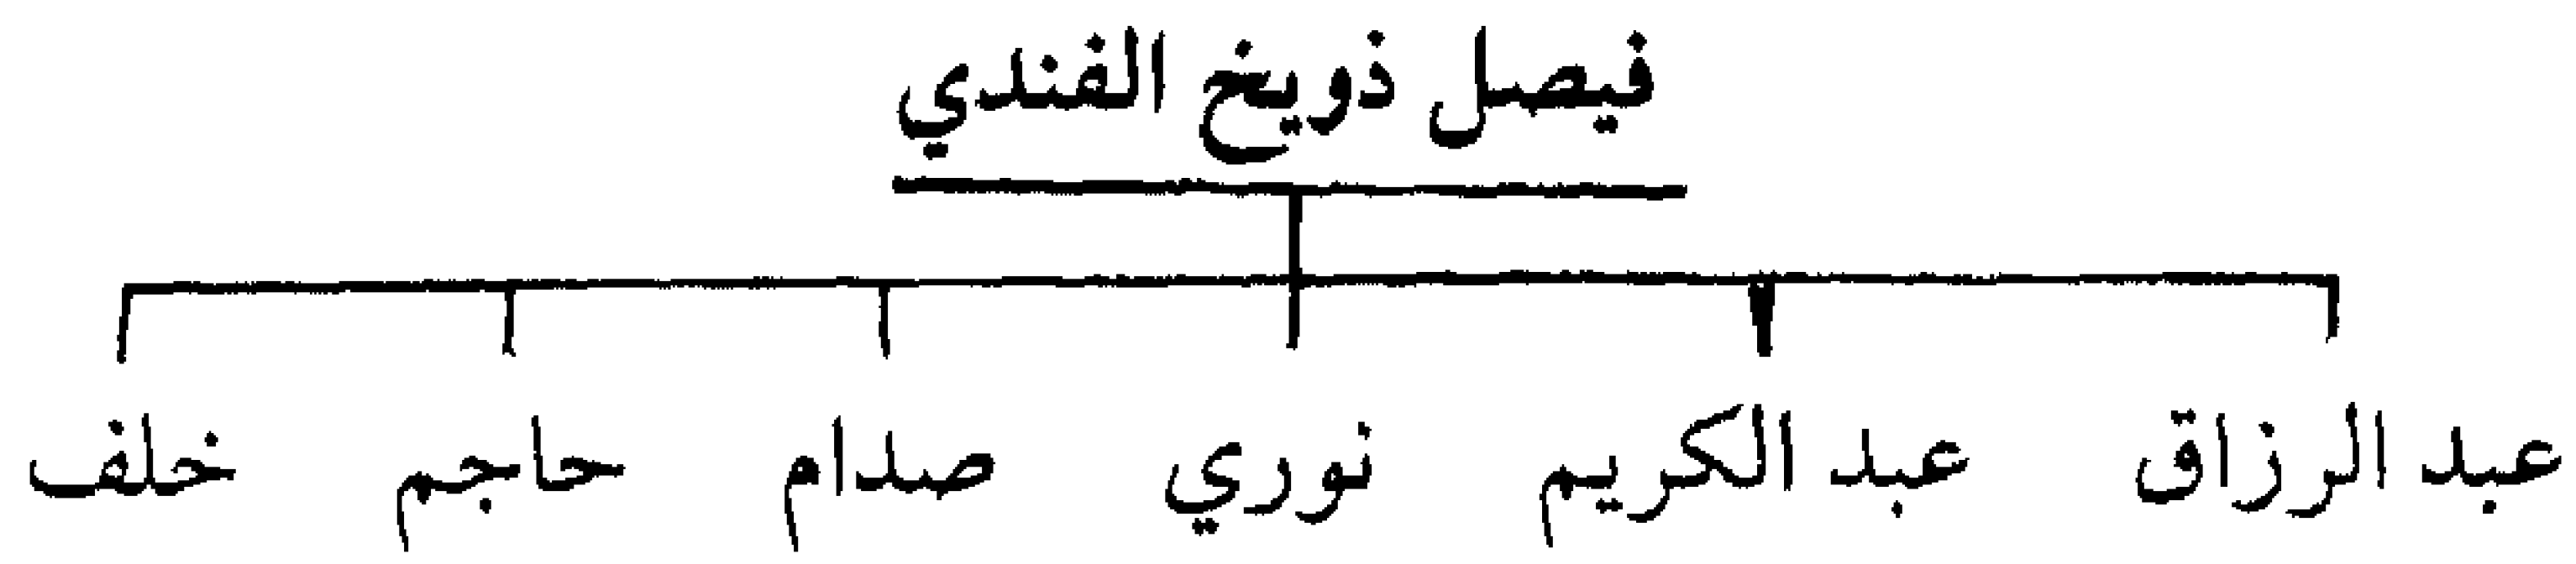 فيصل ذويخ الفندي
عبد الرزاق عبد الكريم نوري صدام حاجم خلف